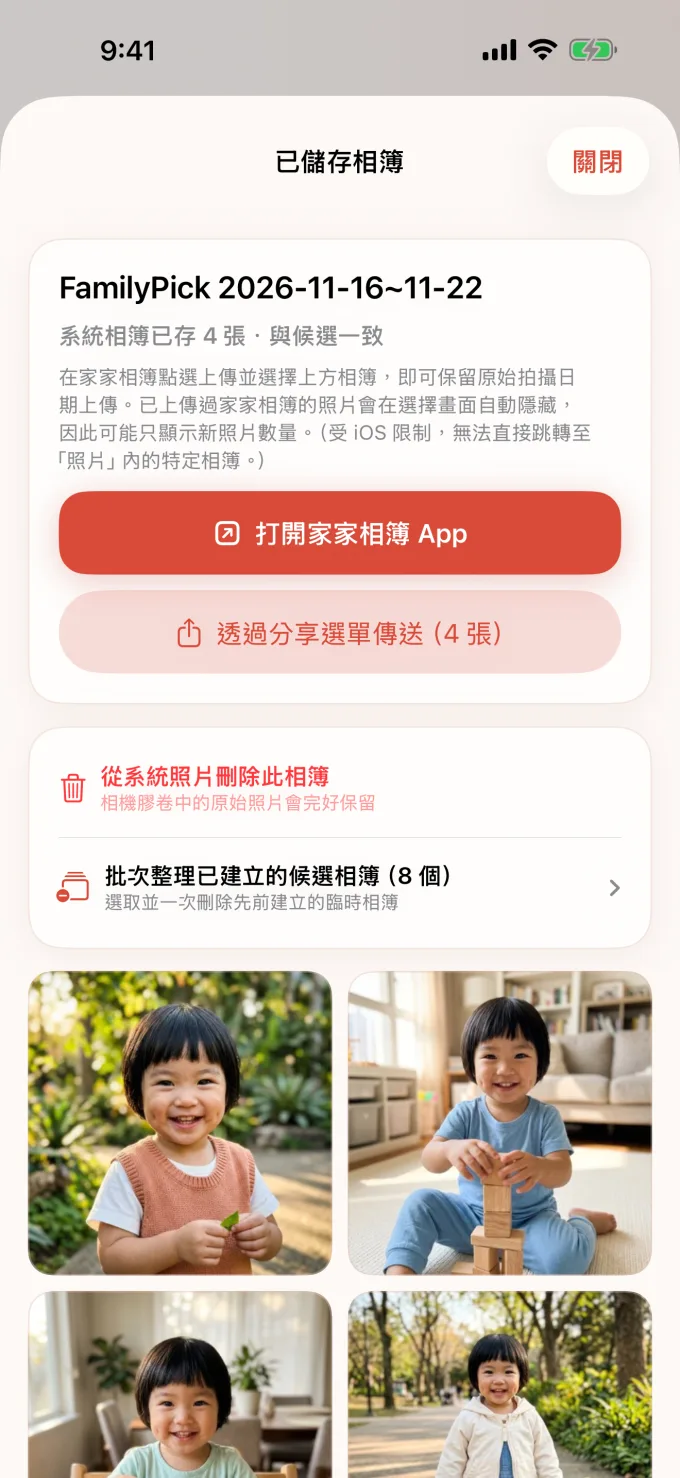 9:41
已儲存相簿
關閉
FamilyPick 2026-11-16~11-22
系統相簿已存 4 張 · 與候選一致
在家家相簿點選上傳並選擇上方相簿，即可保留原始拍攝日
期上傳。已上傳過家家相簿的照片會在選擇畫面自動隱藏，
因此可能只顯示新照片數量。（受 iOS 限制，無法直接跳轉至
「照片」內的特定相簿。）
打開家家相簿 App
透過分享選單傳送（4 張）
從系統照片刪除此相簿
相機膠卷中的原始照片會完好保留
批次整理已建立的候選相簿（8 個）
選取並一次刪除先前建立的臨時相簿